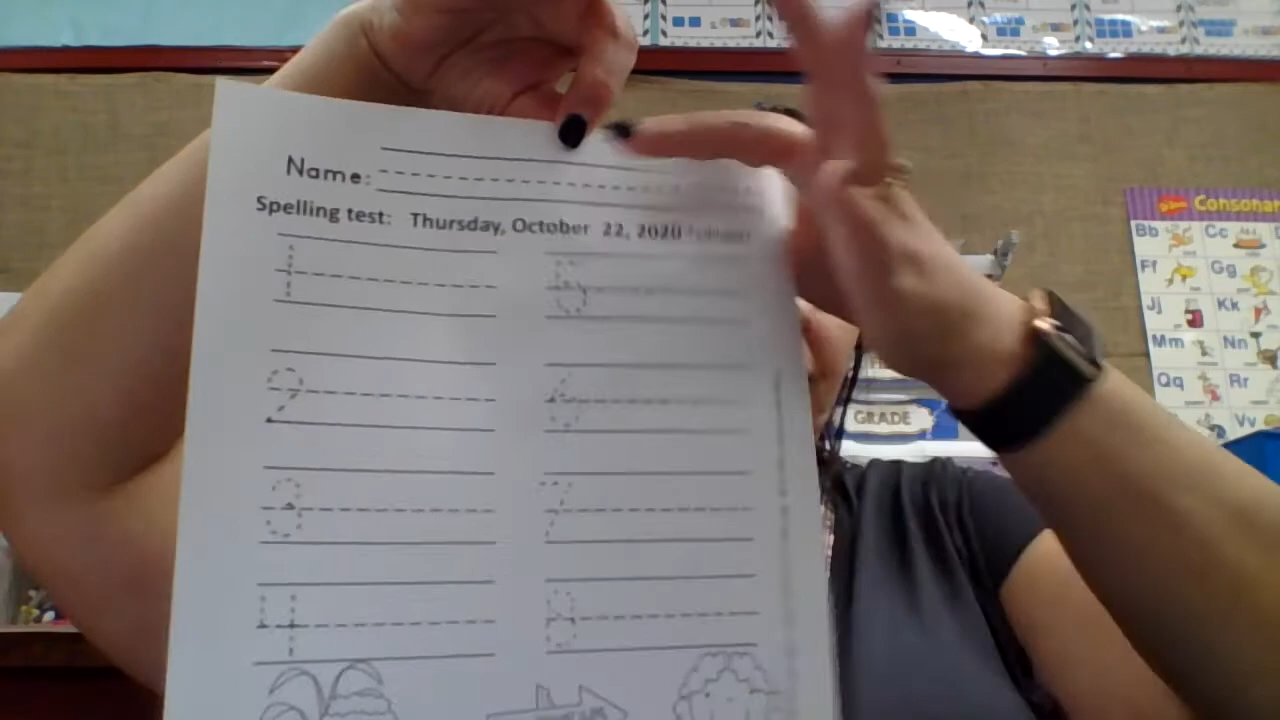 Name:
Spelling test: Thursday, October 22, 2020
1
5
2
6
3
7
4
8
Consonan
Bb Cc
Ff Gg
Jj Kk
Mm Nn
Qq Rr
Vv
GRADE